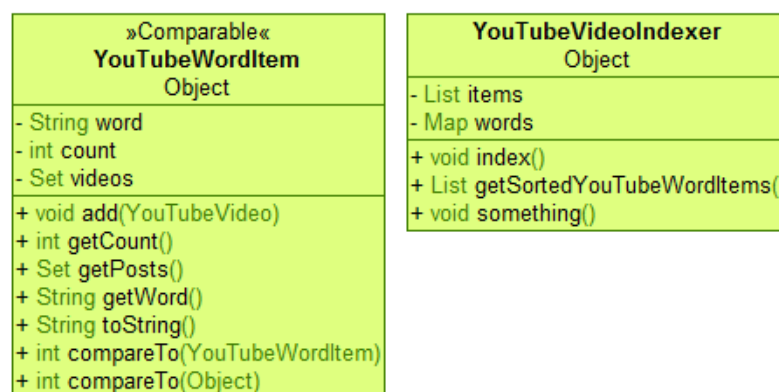 »Comparable«
YouTubeWordItem
Object
- String word
- int count
- Set videos
+ void add(YouTubeVideo)
+ int getCount()
+ Set getPosts()
+ String getWord()
+ String toString()
+ int compareTo(YouTubeWordItem)
+ int compareTo(Object)
YouTubeVideoIndexer
Object
- List items
- Map words
+ void index()
+ List getSortedYouTubeWordItems(
+ void something()